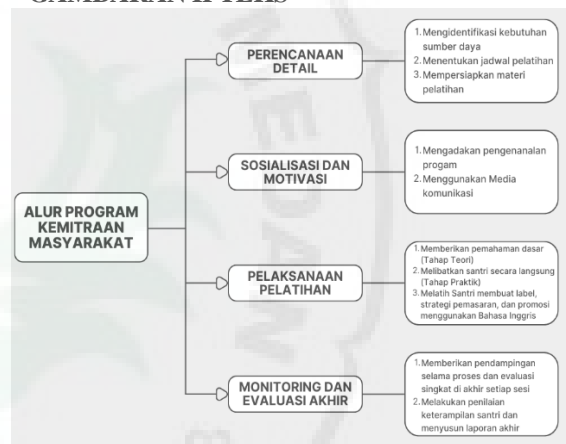 GAMBARAN IPTEKS
PERENCANAAN
DETAIL
1. Mengidentifikasi kebutuhan
sumber daya
2. Menentukan jadwal pelatihan
3. Mempersiapkan materi
pelatihan
SOSIALISASI DAN
MOTIVASI
1. Mengadakan pengenanalan
progam
2. Menggunakan Media
komunikasi
ALUR PROGRAM
KEMITRAAN
MASYARAKAT
PELAKSANAAN
PELATIHAN
1. Memberikan pemahaman dasar
(Tahap Teori)
2. Melibatkan santri secara langsung
(Tahap Praktik)
3. Melatih Santri membuat label,
strategi pemasaran, dan promosi
menggunakan Bahasa Inggris
MONITORING DAN
EVALUASI AKHIR
1. Memberikan pendampingan
selama proses dan evaluasi
singkat di akhir setiap sesi
2. Melakukan penilaian
keterampilan santri dan
menyusun laporan akhir
MEDAN